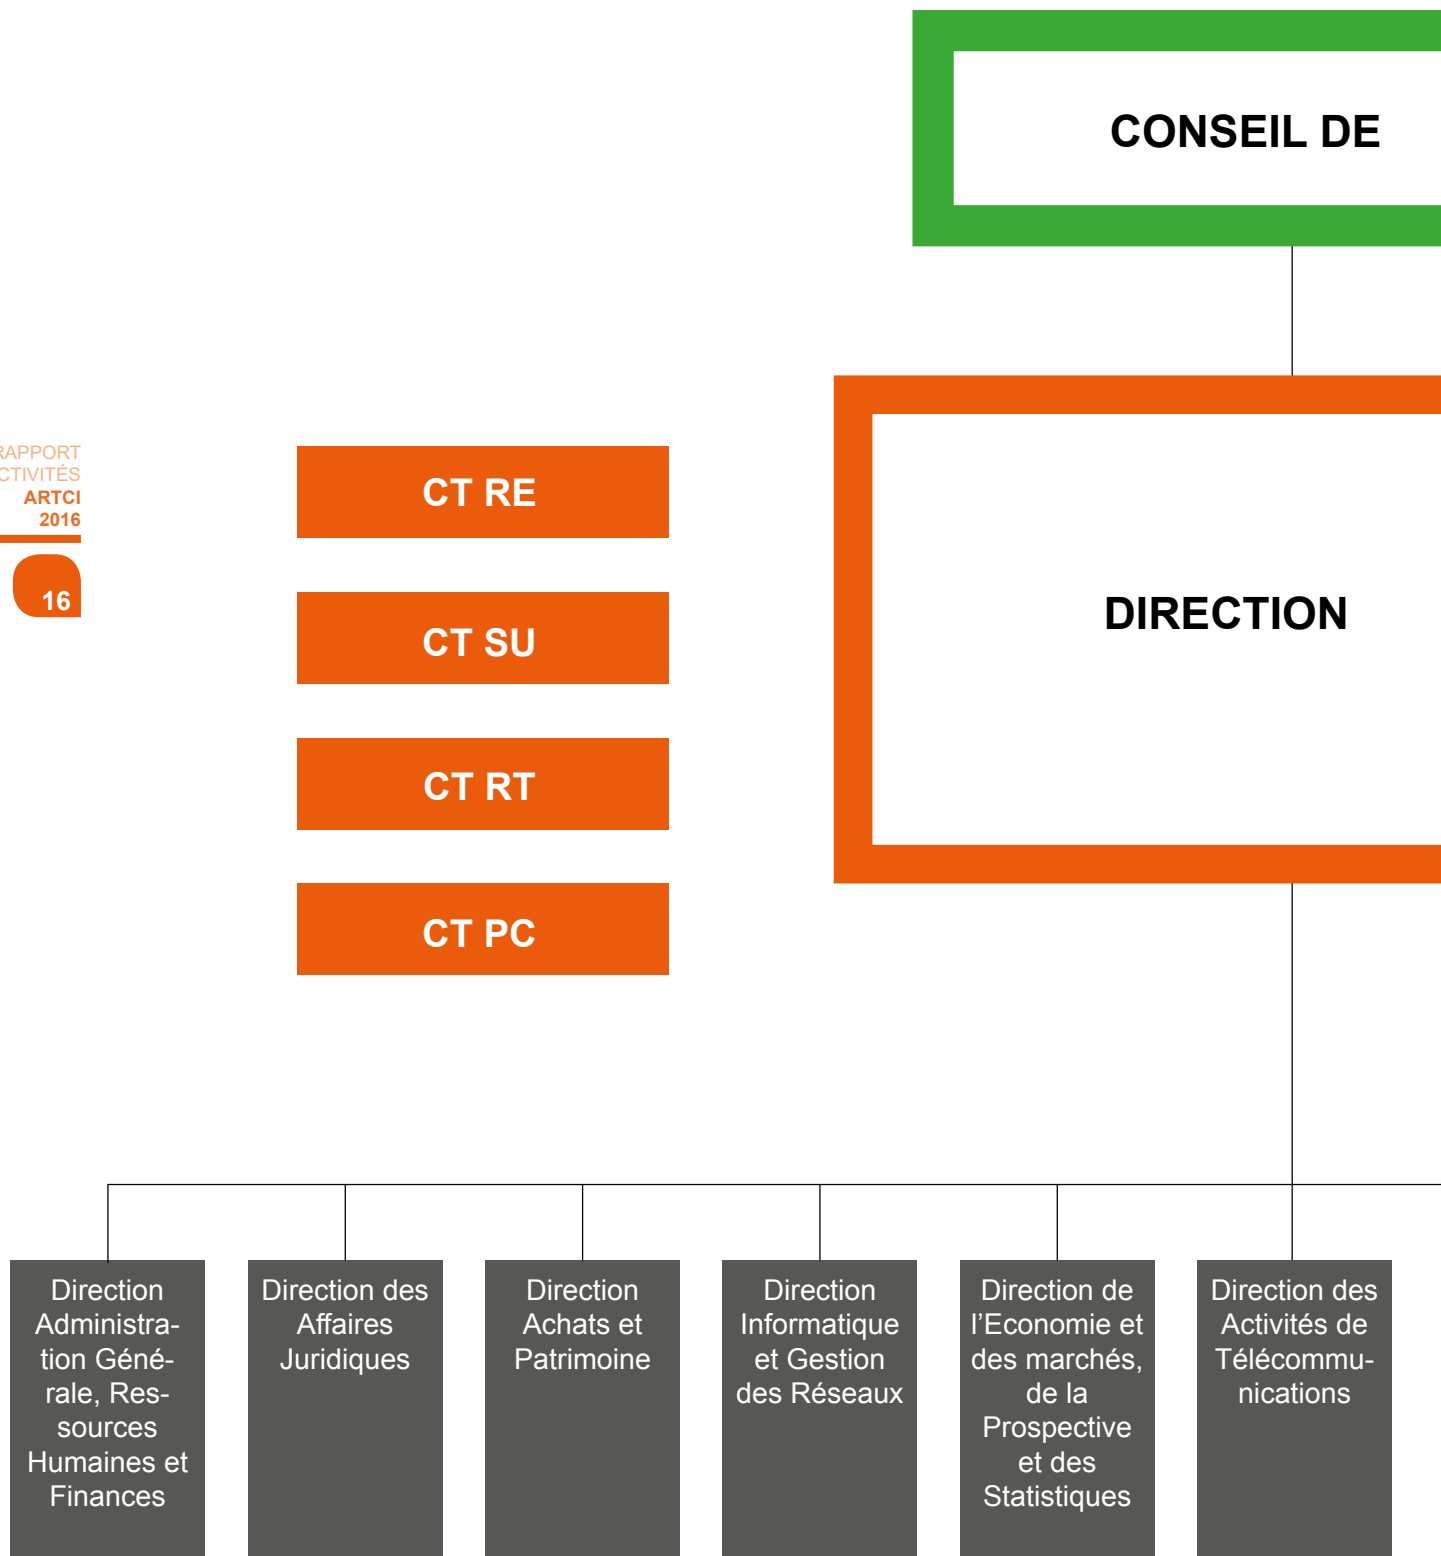 CONSEIL DE
RAPPORT
CTIVITÉS
ARTCI
2016
16
CT RE
CT SU
CT RT
CT PC
DIRECTION
Direction
Administra-
tion Géné-
rale, Res-
sources
Humaines et
Finances
Direction des
Affaires
Juridiques
Direction
Achats et
Patrimoine
Direction
Informatique
et Gestion
des Réseaux
Direction de
l’Economie et
des marchés,
de la
Prospective
et des
Statistiques
Direction des
Activités de
Télécommu-
nications